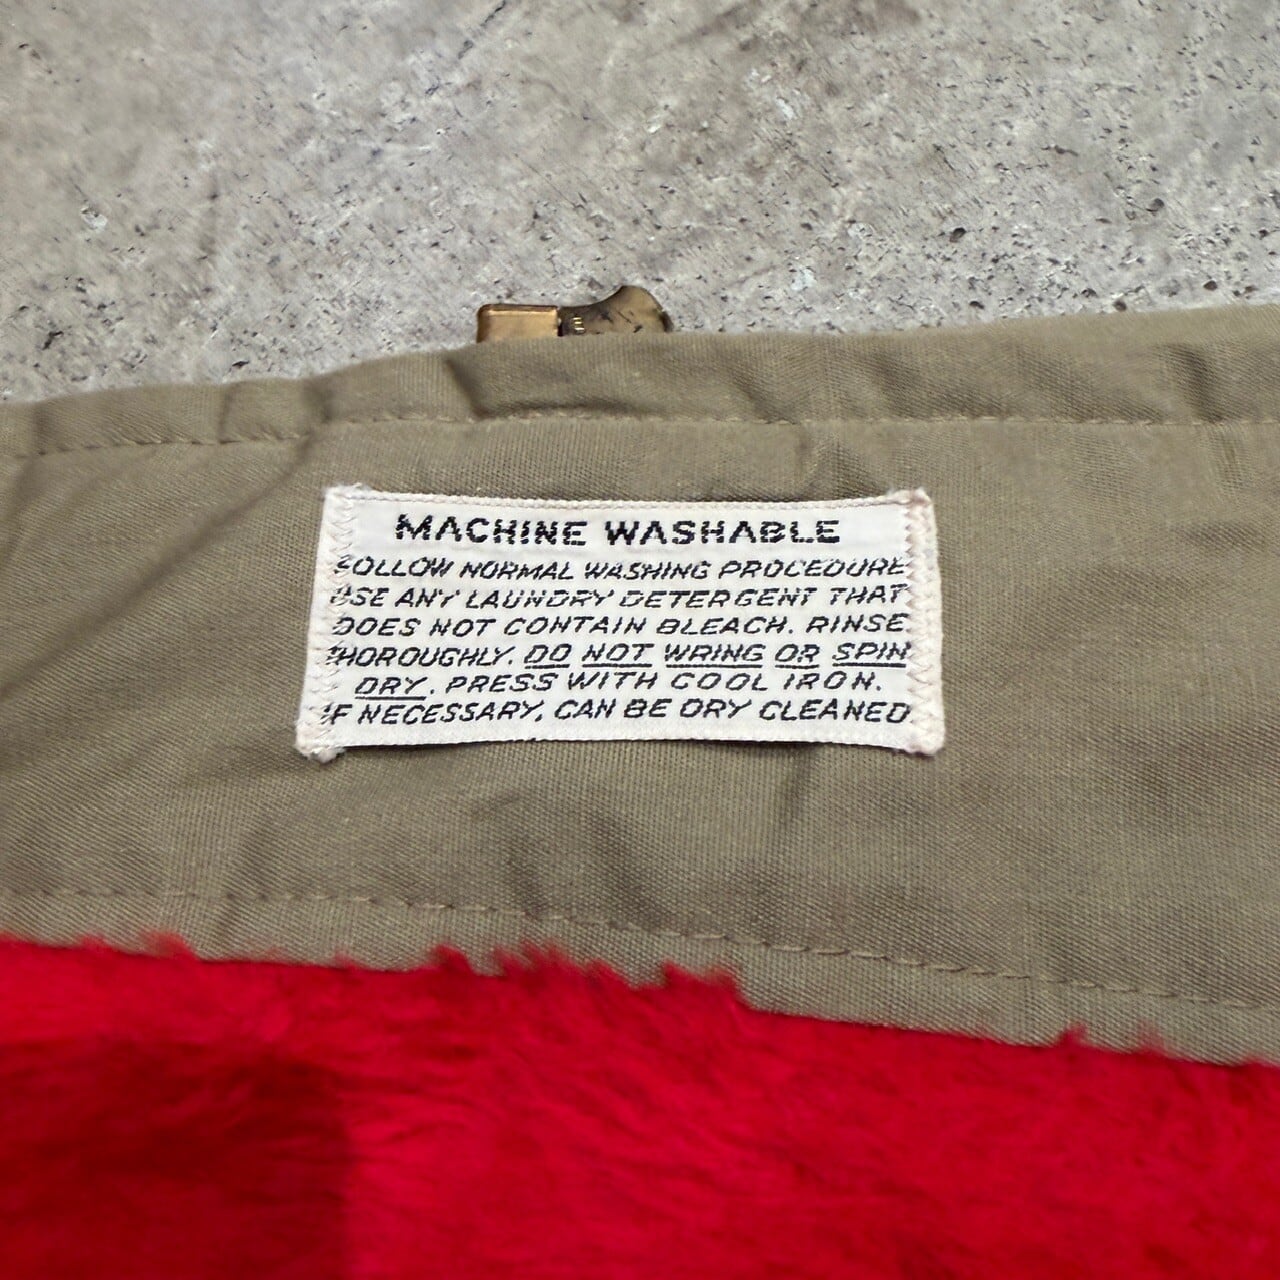 MACHINE WASHABLE
FOLLOW NORMAL WASHING PROCEDURE
USE ANY LAUNDRY DETERGENT THAT
DOES NOT CONTAIN BLEACH. RINSE
THOROUGHLY. DO NOT WRING OR SPIN
DRY. PRESS WITH COOL IRON.
IF NECESSARY, CAN BE DRY CLEANED.